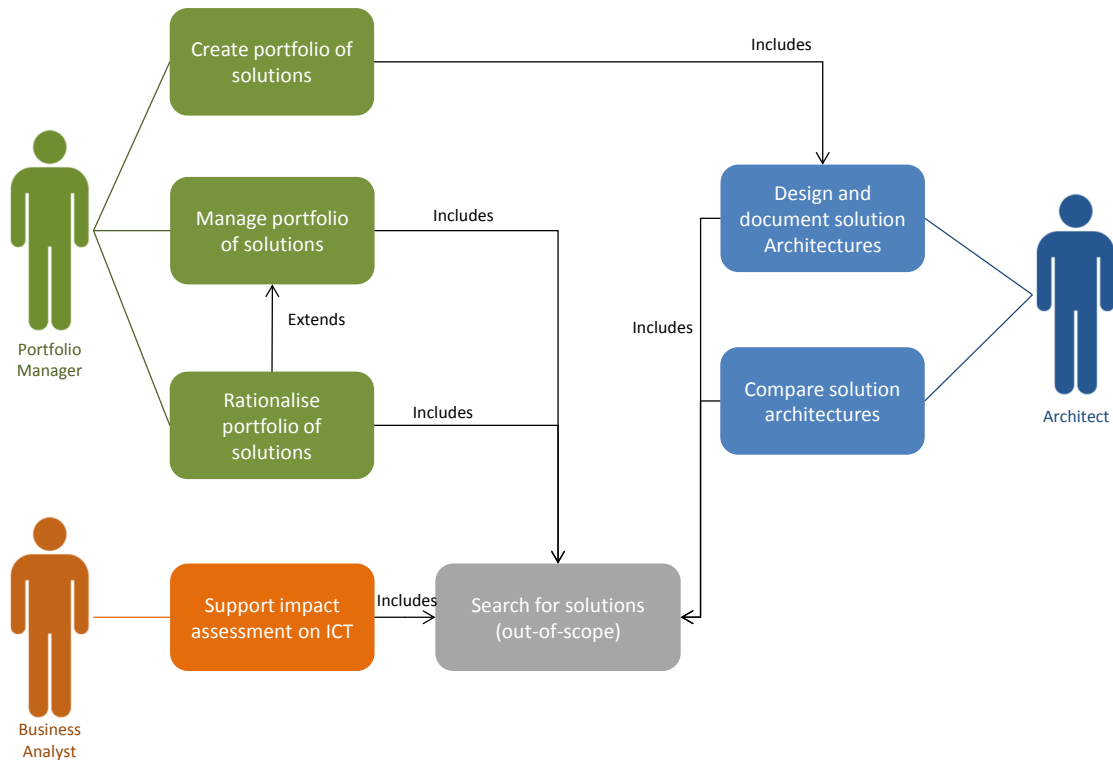 Create portfolio of
solutions
Includes
Manage portfolio
of solutions
Includes
Design and
document solution
Architectures
Extends
Includes
Portfolio
Manager
Rationalise
portfolio of
solutions
Includes
Compare solution
architectures
Architect
Support impact
assessment on ICT
Includes
Search for solutions
(out-of-scope)
Business
Analyst